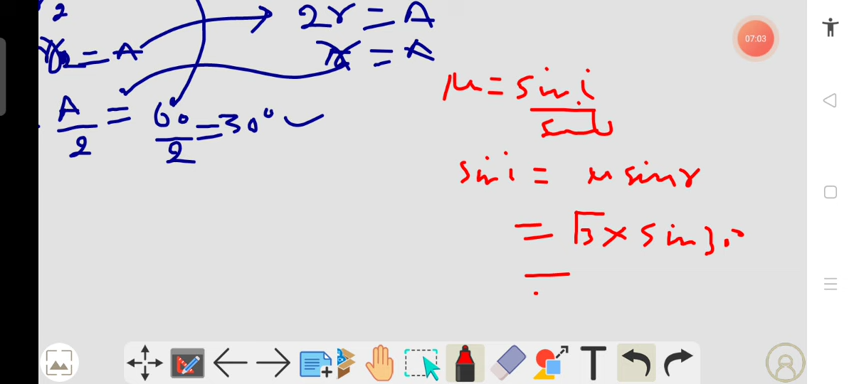 2
2r = A
r = A
A/2 = 60/2 = 30° ✓
μ = sin i / sin r
sin i = μ sin r
= √3 × sin 30
=
07:03
T